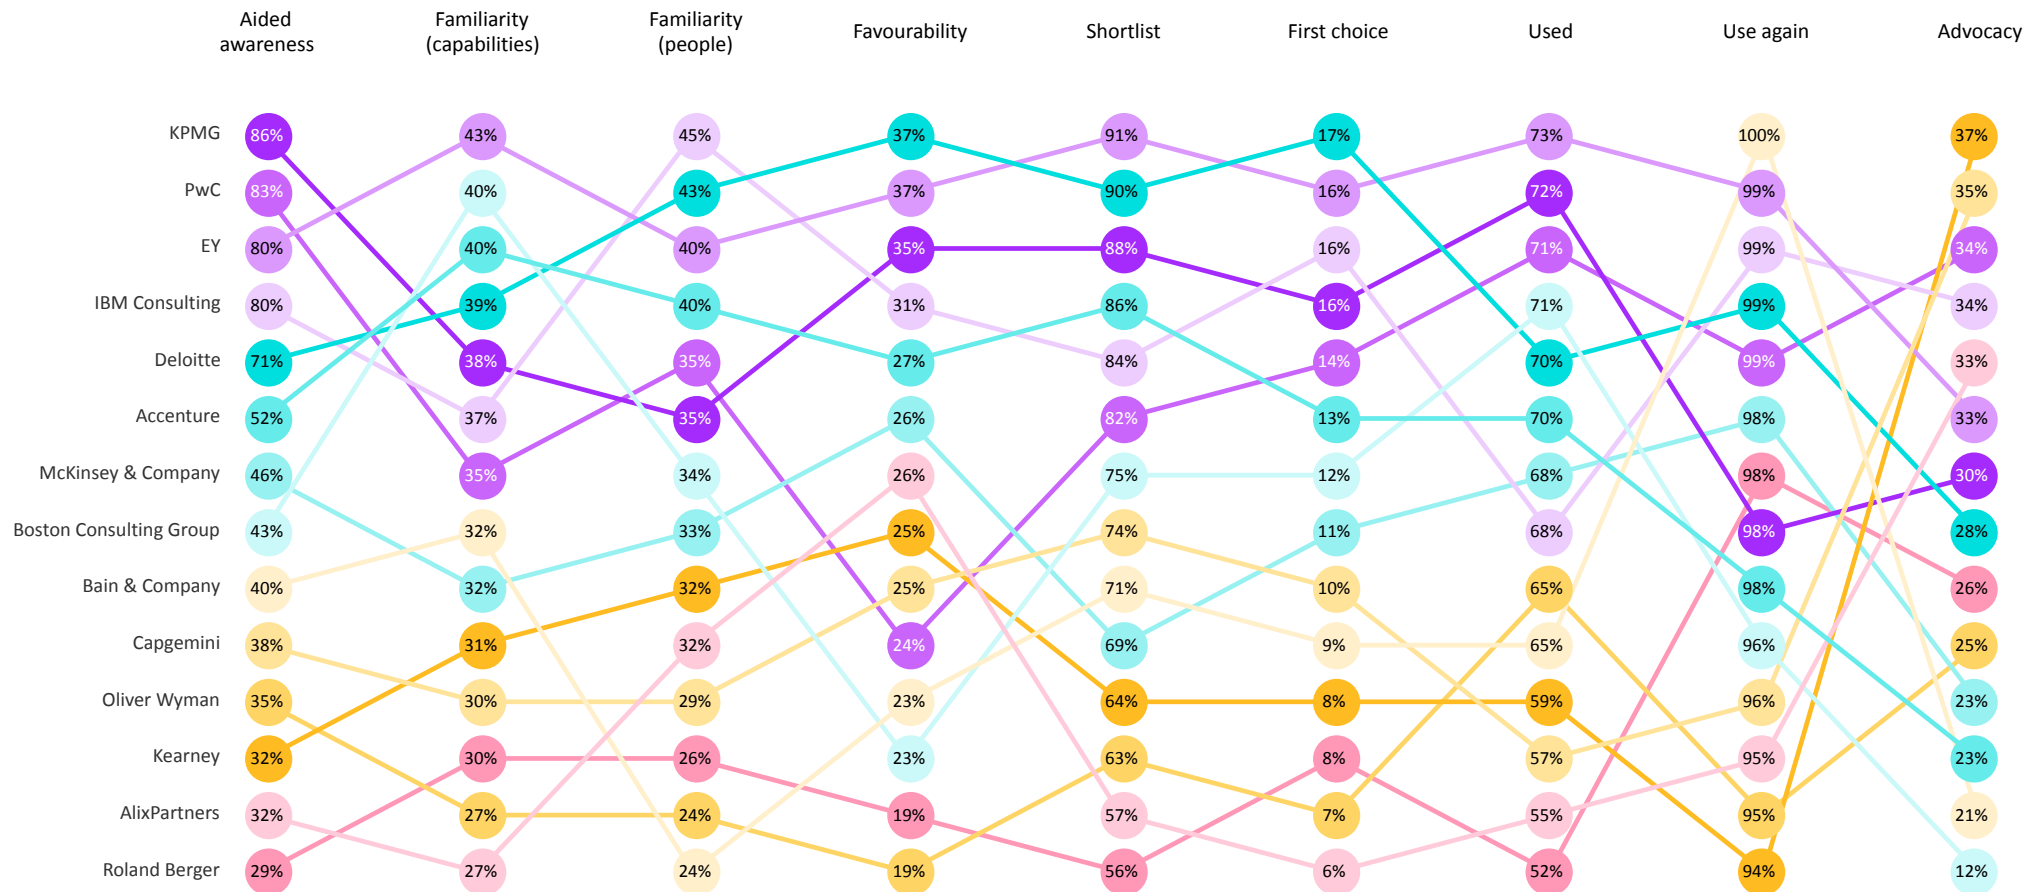 Aided awareness
Familiarity (capabilities)
Familiarity (people)
Favourability
Shortlist
First choice
Used
Use again
Advocacy
KPMG 86% 43% 45% 37% 91% 17% 73% 100% 37%
PwC 83% 40% 43% 37% 90% 16% 72% 99% 35%
EY 80% 40% 40% 35% 88% 16% 71% 99% 34%
IBM Consulting 80% 39% 40% 31% 86% 16% 71% 99% 34%
Deloitte 71% 38% 35% 27% 84% 14% 70% 99% 33%
Accenture 52% 37% 35% 26% 82% 13% 70% 98% 33%
McKinsey & Company 46% 35% 34% 26% 75% 12% 68% 98% 30%
Boston Consulting Group 43% 32% 33% 25% 74% 11% 68% 98% 28%
Bain & Company 40% 32% 32% 25% 71% 10% 65% 98% 26%
Capgemini 38% 31% 32% 24% 69% 9% 65% 96% 25%
Oliver Wyman 35% 30% 29% 23% 64% 8% 59% 96% 23%
Kearney 32% 30% 26% 23% 63% 8% 57% 95% 23%
AlixPartners 32% 27% 24% 19% 57% 7% 55% 95% 21%
Roland Berger 29% 27% 24% 19% 56% 6% 52% 94% 12%